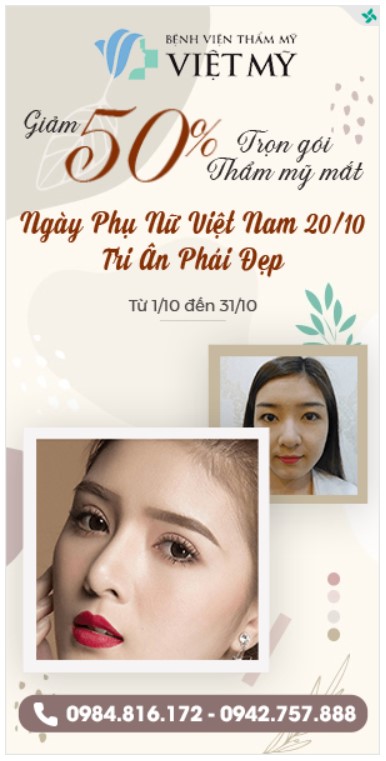 BỆNH VIỆN THẨM MỸ
VIỆT MỸ
Giảm 50% Trọn gói
Thẩm mỹ mắt
Ngày Phụ Nữ Việt Nam 20/10
Tri Ân Phái Đẹp
Từ 1/10 đến 31/10
0984.816.172 - 0942.757.888